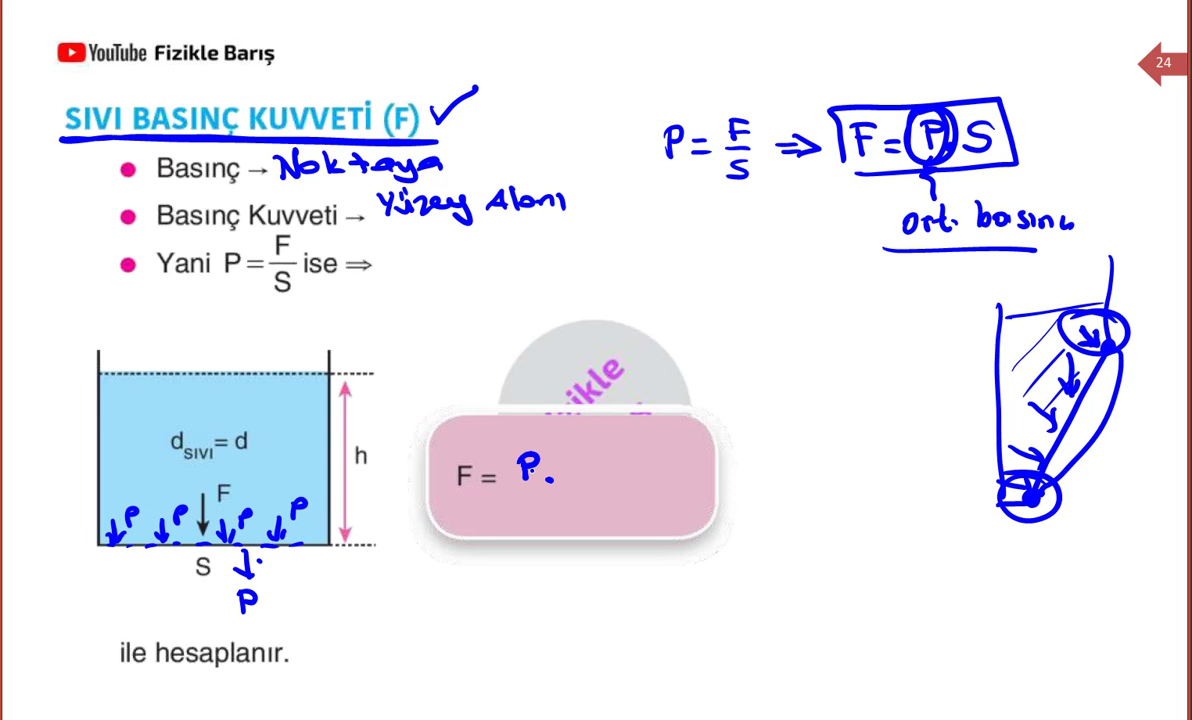 YouTube Fizikle Barış
24
SIVI BASINÇ KUVVETİ (F)
P = F/S ⇒ F = P.S
ort. basınç
• Basınç → Noktaya
• Basınç Kuvveti → Yüzey Alanı
• Yani P = F/S ise ⇒
ikle
d_SIVI = d
h
F
P P P P
S
P
F = P.
ile hesaplanır.